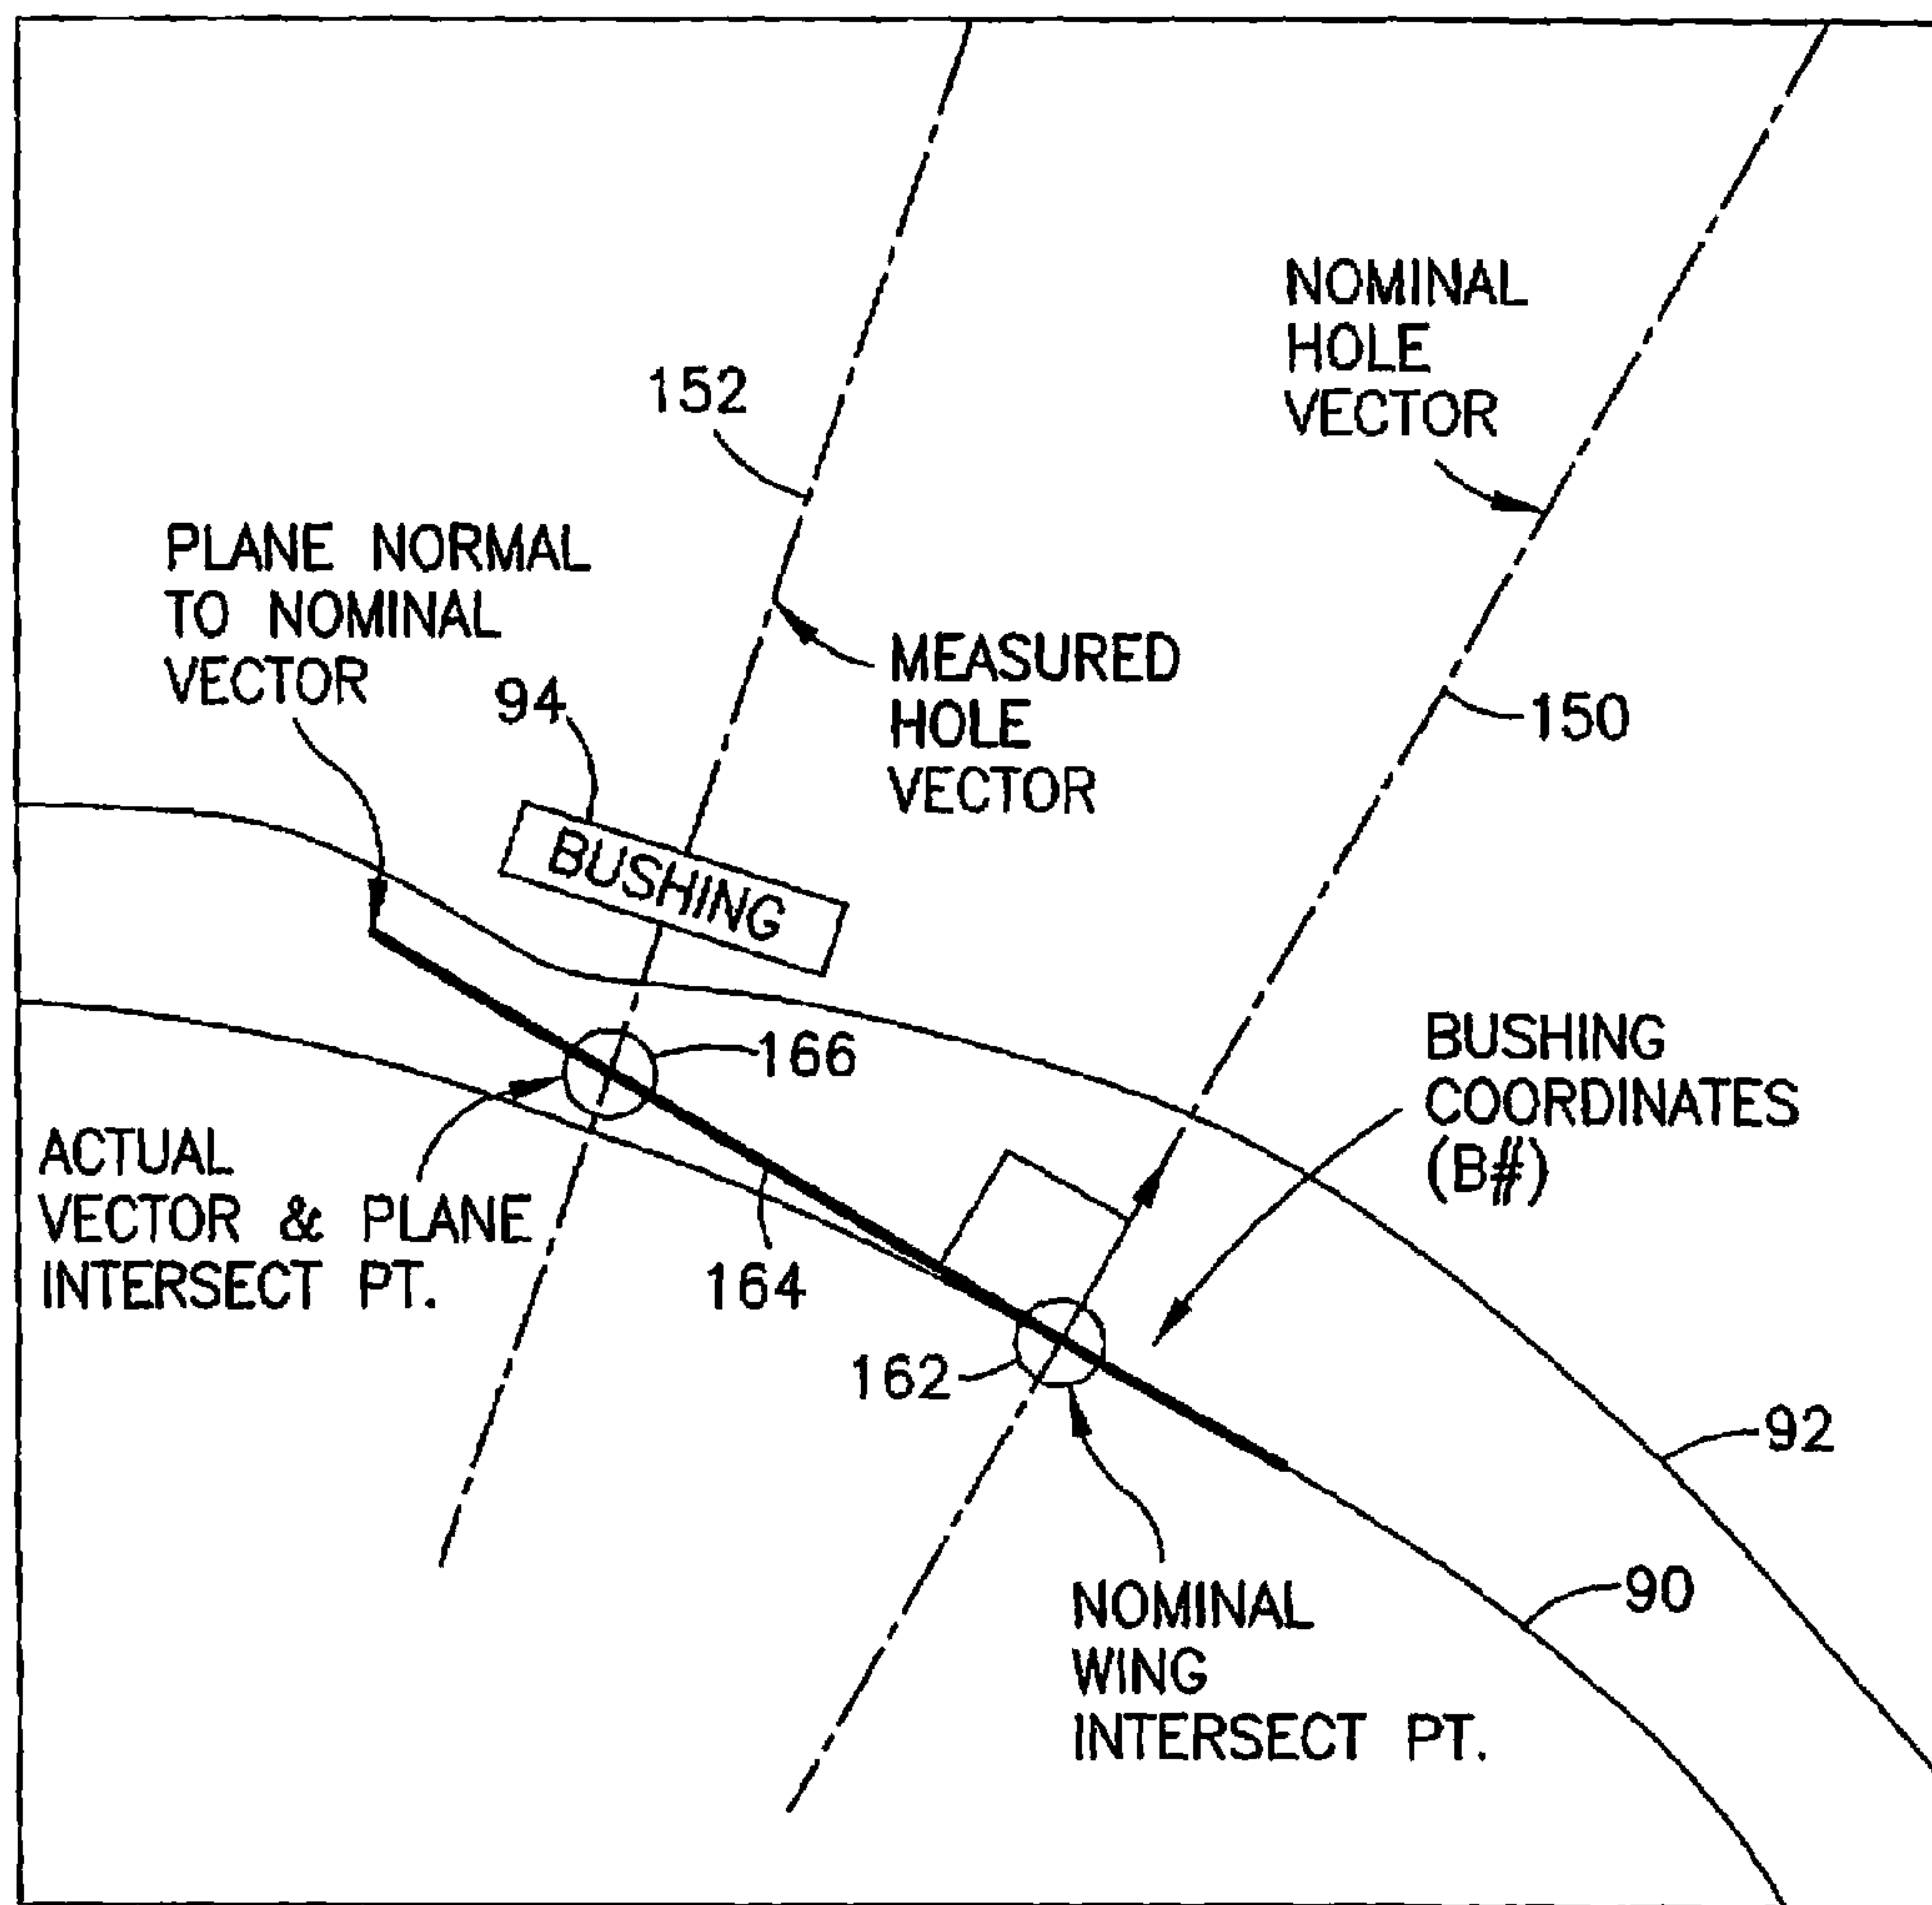 NOMINAL
HOLE
VECTOR
152
PLANE NORMAL
TO NOMINAL
VECTOR
94
MEASURED
HOLE
VECTOR
150
BUSHING
166
BUSHING
COORDINATES
(B#)
ACTUAL
VECTOR & PLANE
INTERSECT PT.
164
162
92
90
NOMINAL
WING
INTERSECT PT.